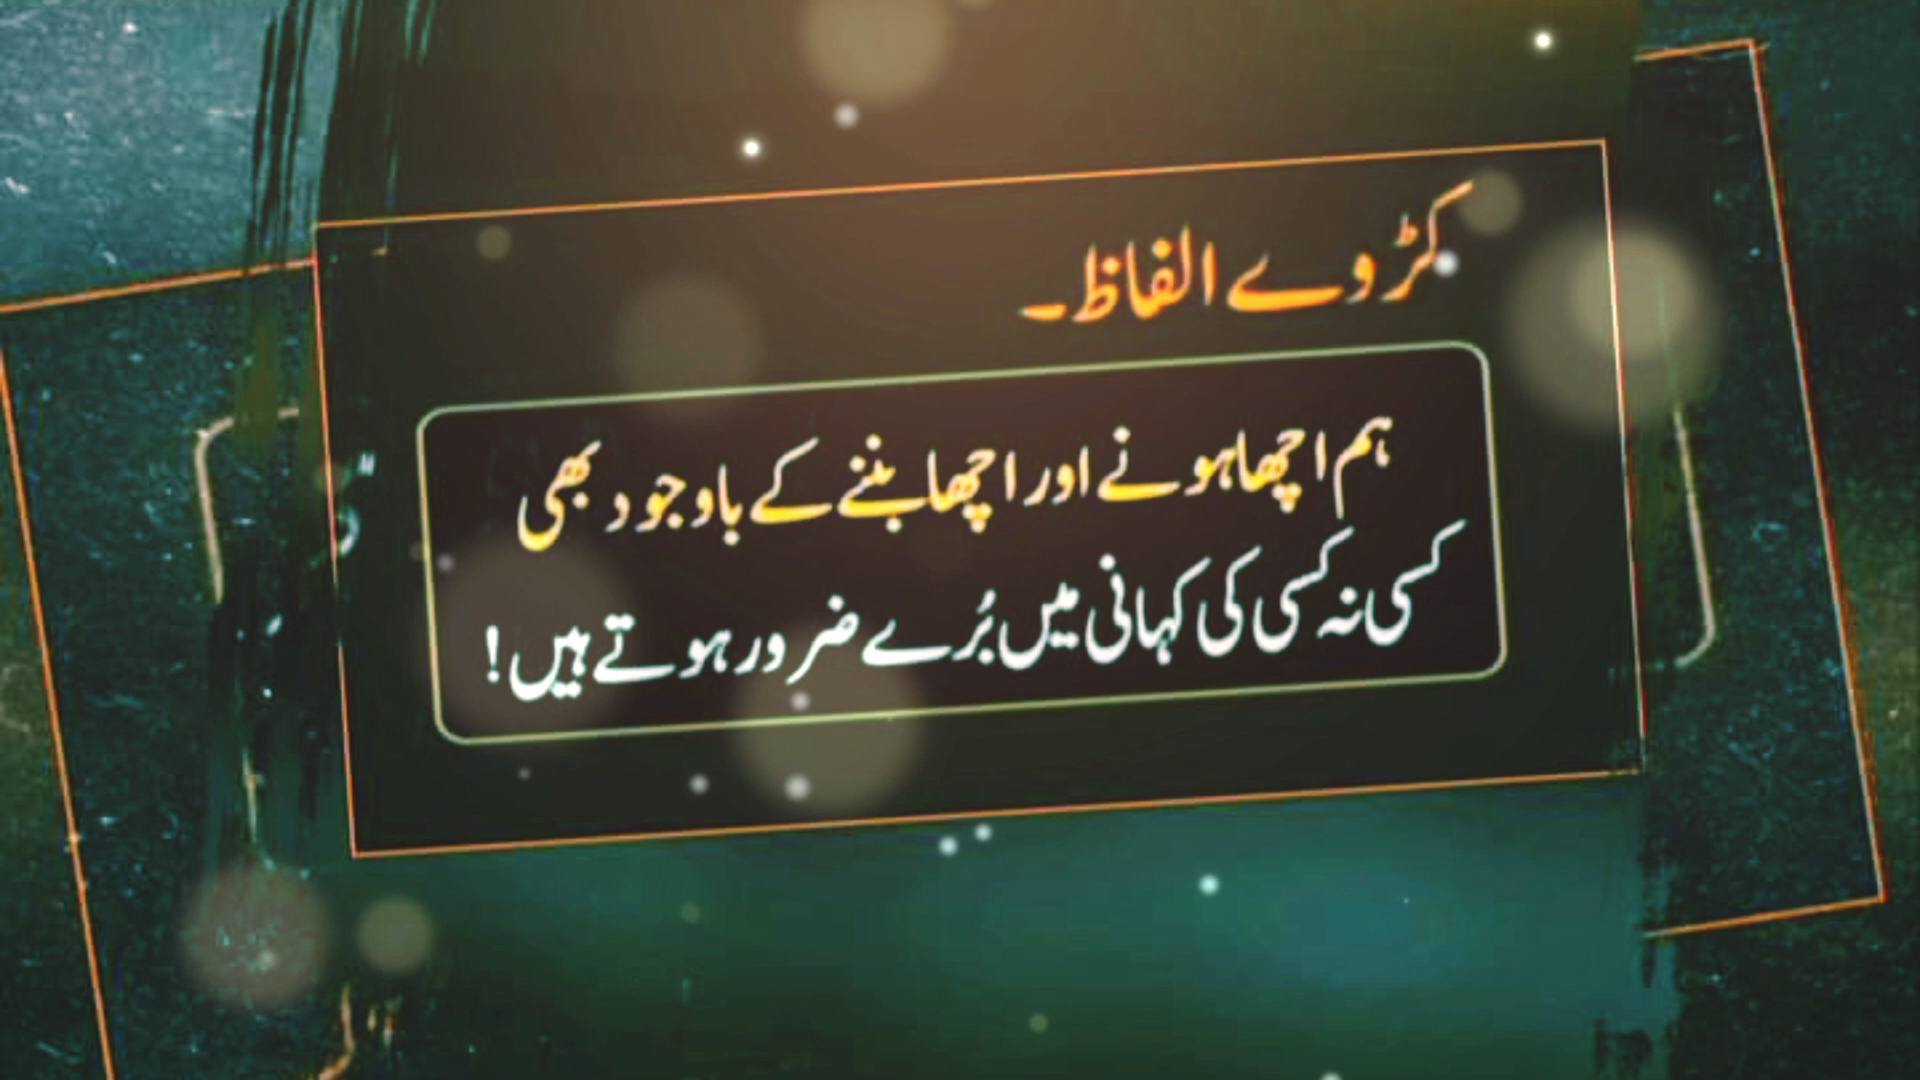 کڑوے الفاظ۔
ہم اچھا ہونے اور اچھا بننے کے باوجود بھی
کسی نہ کسی کی کہانی میں بُرے ضرور ہوتے ہیں!